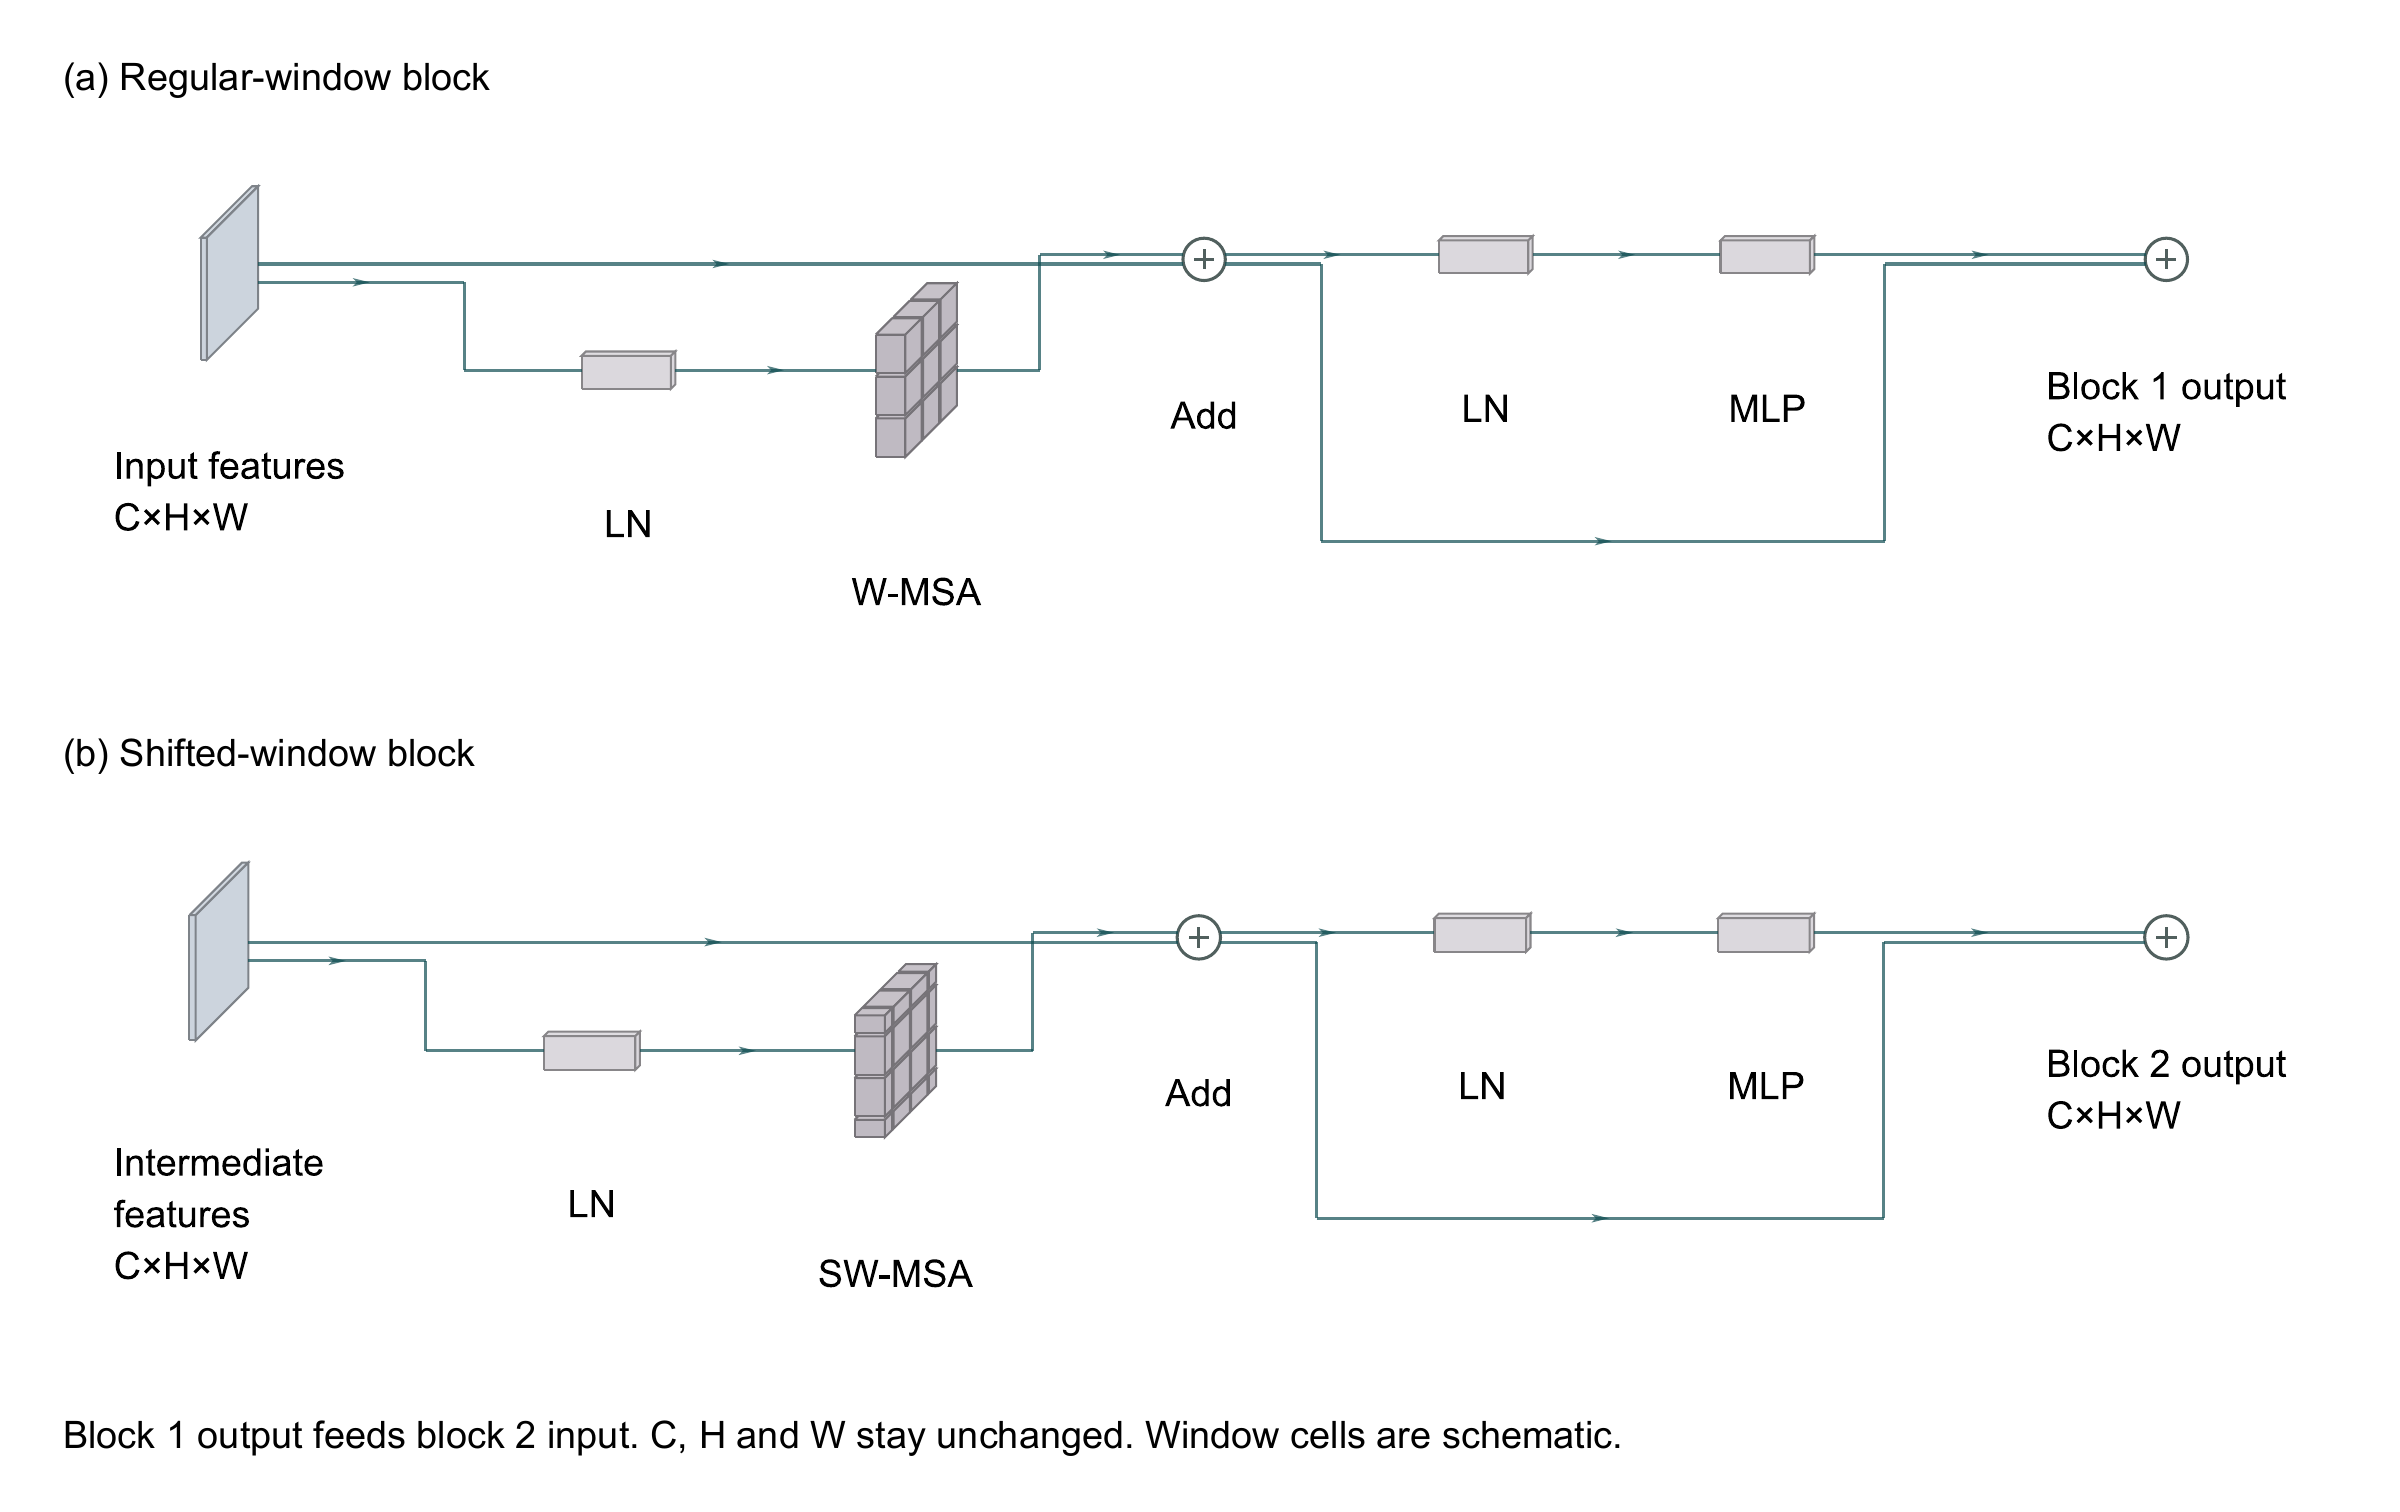 (a) Regular-window block
Input features
C×H×W
LN
W-MSA
+
Add
LN
MLP
+
Block 1 output
C×H×W
(b) Shifted-window block
Intermediate
features
C×H×W
LN
SW-MSA
+
Add
LN
MLP
+
Block 2 output
C×H×W
Block 1 output feeds block 2 input. C, H and W stay unchanged. Window cells are schematic.